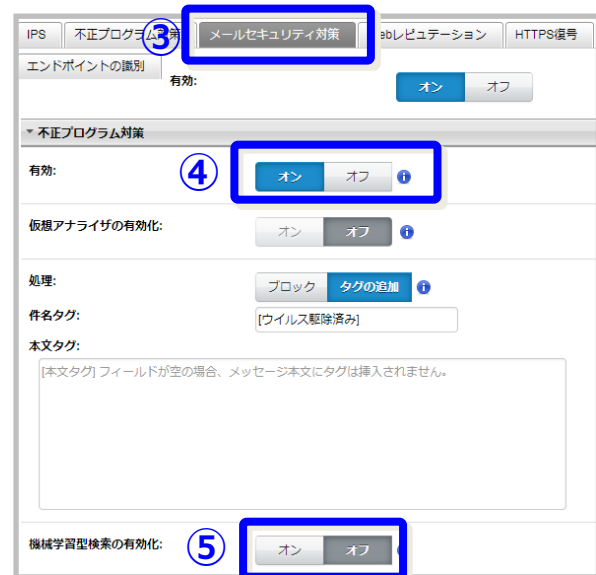 IPS 不正プログラム対策 メールセキュリティ対策 ebレピュテーション HTTPS復号
③
エンドポイントの識別
有効: オン オフ
不正プログラム対策
有効: ④ オン オフ
仮想アナライザの有効化: オン オフ
処理: ブロック タグの追加
件名タグ: [ウイルス駆除済み]
本文タグ:
[本文タグ] フィールドが空の場合、メッセージ本文にタグは挿入されません。
機械学習型検索の有効化: ⑤ オン オフ